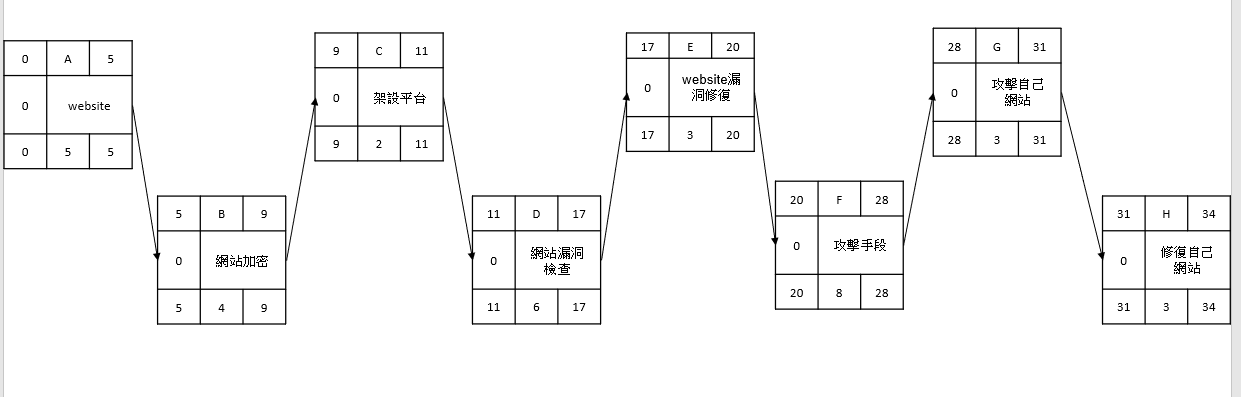 0 A 5
0 website
0 5 5
5 B 9
0 網站加密
5 4 9
9 C 11
0 架設平台
9 2 11
11 D 17
0 網站漏洞
檢查
11 6 17
17 E 20
0 website漏
洞修復
17 3 20
20 F 28
0 攻擊手段
20 8 28
28 G 31
0 攻擊自己
網站
28 3 31
31 H 34
0 修復自己
網站
31 3 34